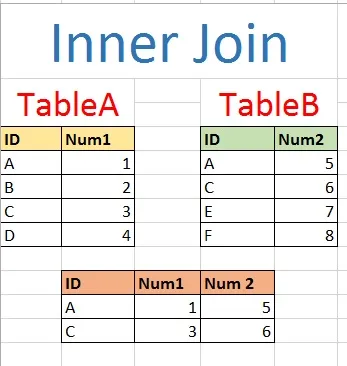 Inner Join
TableA TableB
ID Num1 ID Num2
A 1 A 5
B 2 C 6
C 3 E 7
D 4 F 8
ID Num1 Num 2
A 1 5
C 3 6